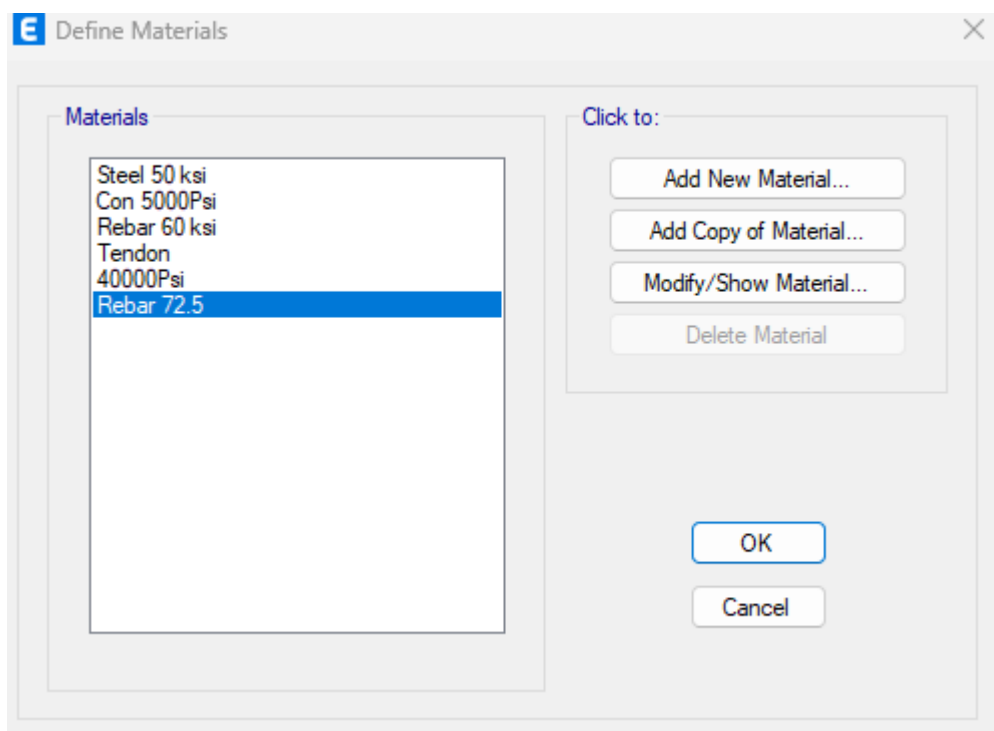 E Define Materials
Materials
Steel 50 ksi
Con 5000Psi
Rebar 60 ksi
Tendon
40000Psi
Rebar 72.5
Click to:
Add New Material...
Add Copy of Material...
Modify/Show Material...
Delete Material
OK
Cancel